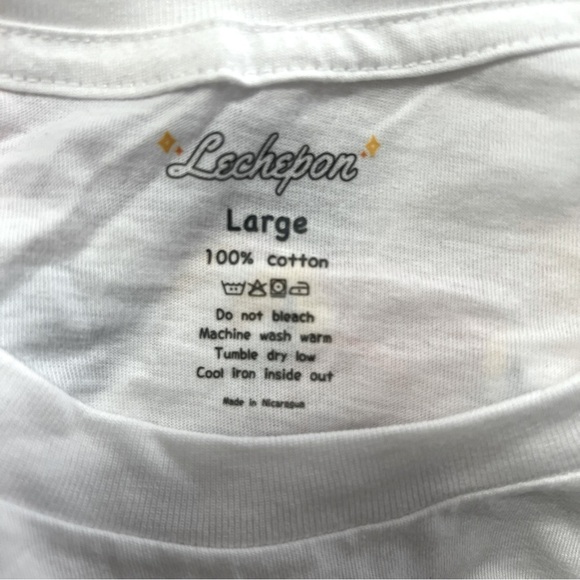 Lechepon
Large
100% cotton
Do not bleach
Machine wash warm
Tumble dry low
Cool iron inside out
Made in Nicaragua